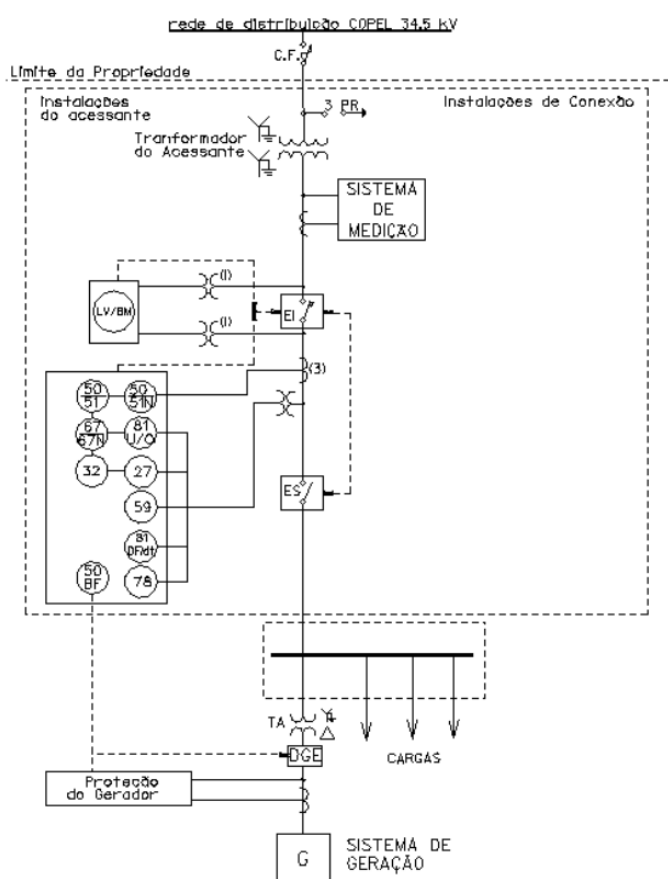 rede de distribuição COPEL 34.5 kV
C.F.
Limite da Propriedade
Instalações
do acessante
Instalações de Conexão
3 PR
Tranformador
do Acessante
SISTEMA
DE
MEDIÇÃO
(1)
LV/BM
EI
(1)
(3)
50
51
50
51N
67
67N
81
U/O
32
27
ES
59
81
DF/dt
50
BF
78
TA
DGE
CARGAS
Proteção
do Gerador
G
SISTEMA DE
GERAÇÃO